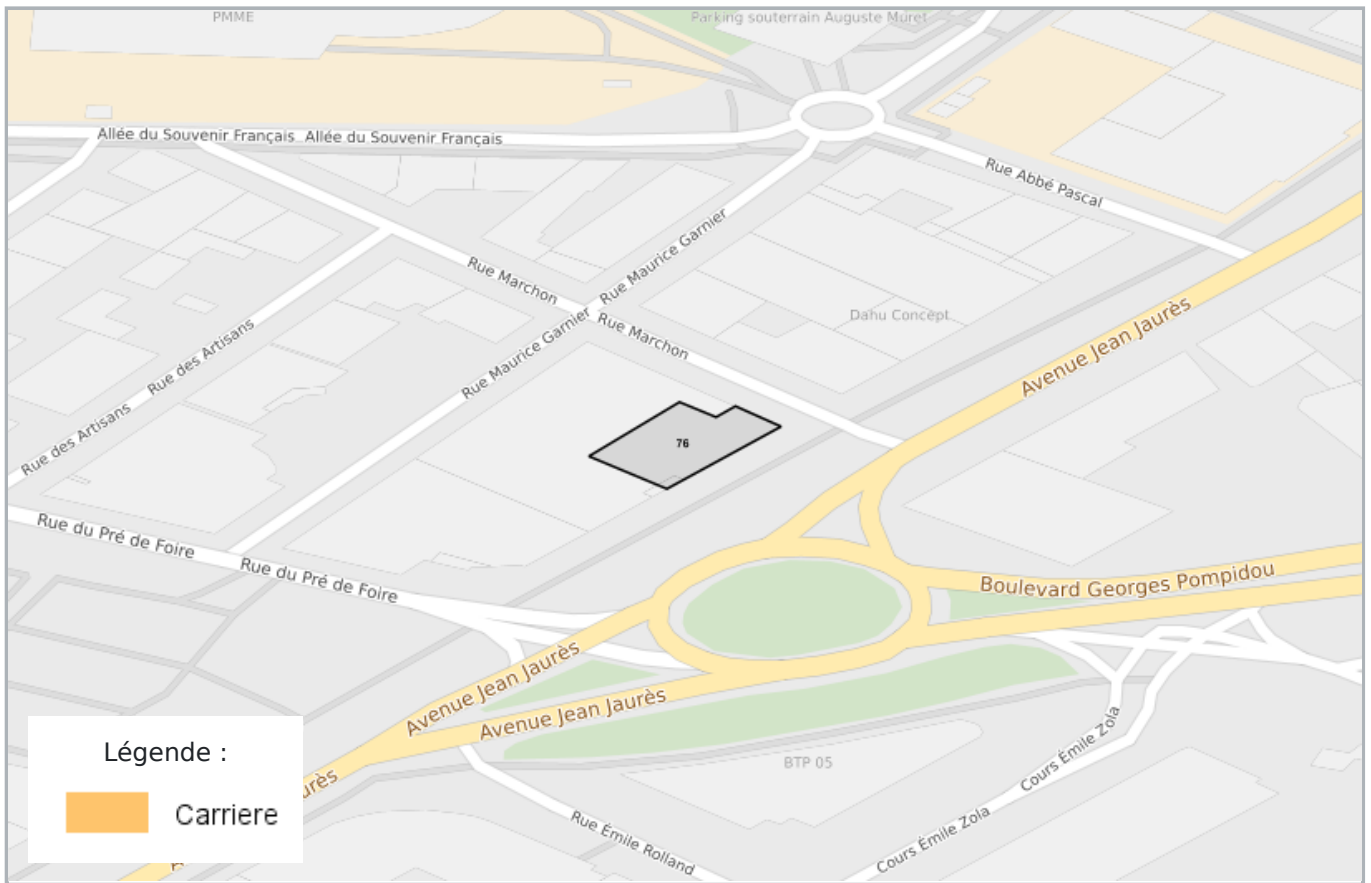 PMME
Parking souterrain Auguste Muret
Allée du Souvenir Français Allée du Souvenir Français
Rue Abbé Pascal
Rue Maurice Garnier
Rue Marchon
Dahu Concept
Rue Marchon
Rue Maurice Garnier
Avenue Jean Jaurès
Rue des Artisans
Rue des Artisans
76
Rue du Pré de Foire
Rue du Pré de Foire
Boulevard Georges Pompidou
Avenue Jean Jaurès
Avenue Jean Jaurès
BTP 05
Cours Émile Zola
Cours Émile Zola
Rue Émile Rolland
urès
A
Légende :
Carriere